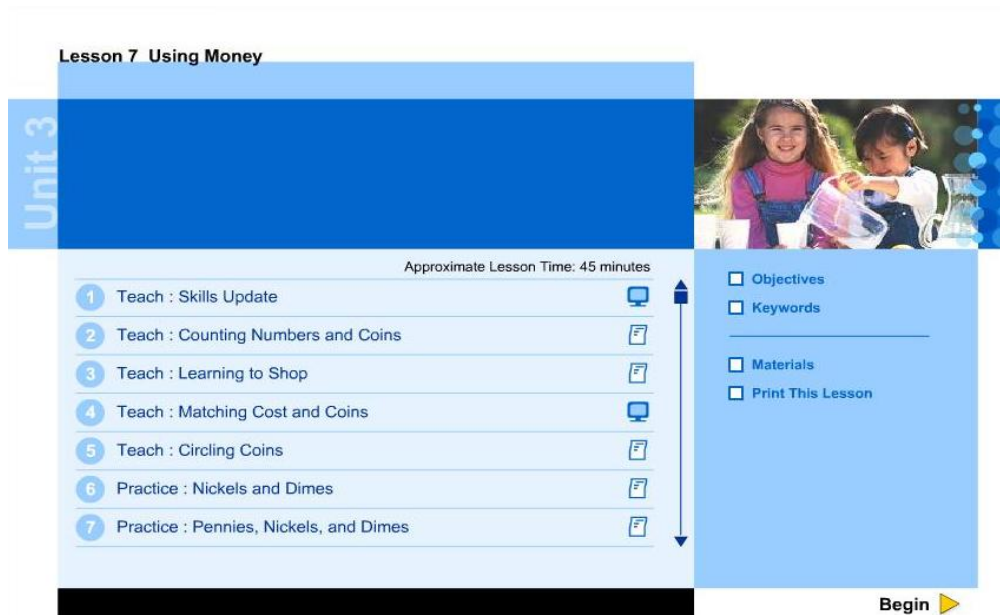 Lesson 7 Using Money
Unit 3
Approximate Lesson Time: 45 minutes
1 Teach : Skills Update
2 Teach : Counting Numbers and Coins
3 Teach : Learning to Shop
4 Teach : Matching Cost and Coins
5 Teach : Circling Coins
6 Practice : Nickels and Dimes
7 Practice : Pennies, Nickels, and Dimes
Objectives
Keywords
Materials
Print This Lesson
Begin